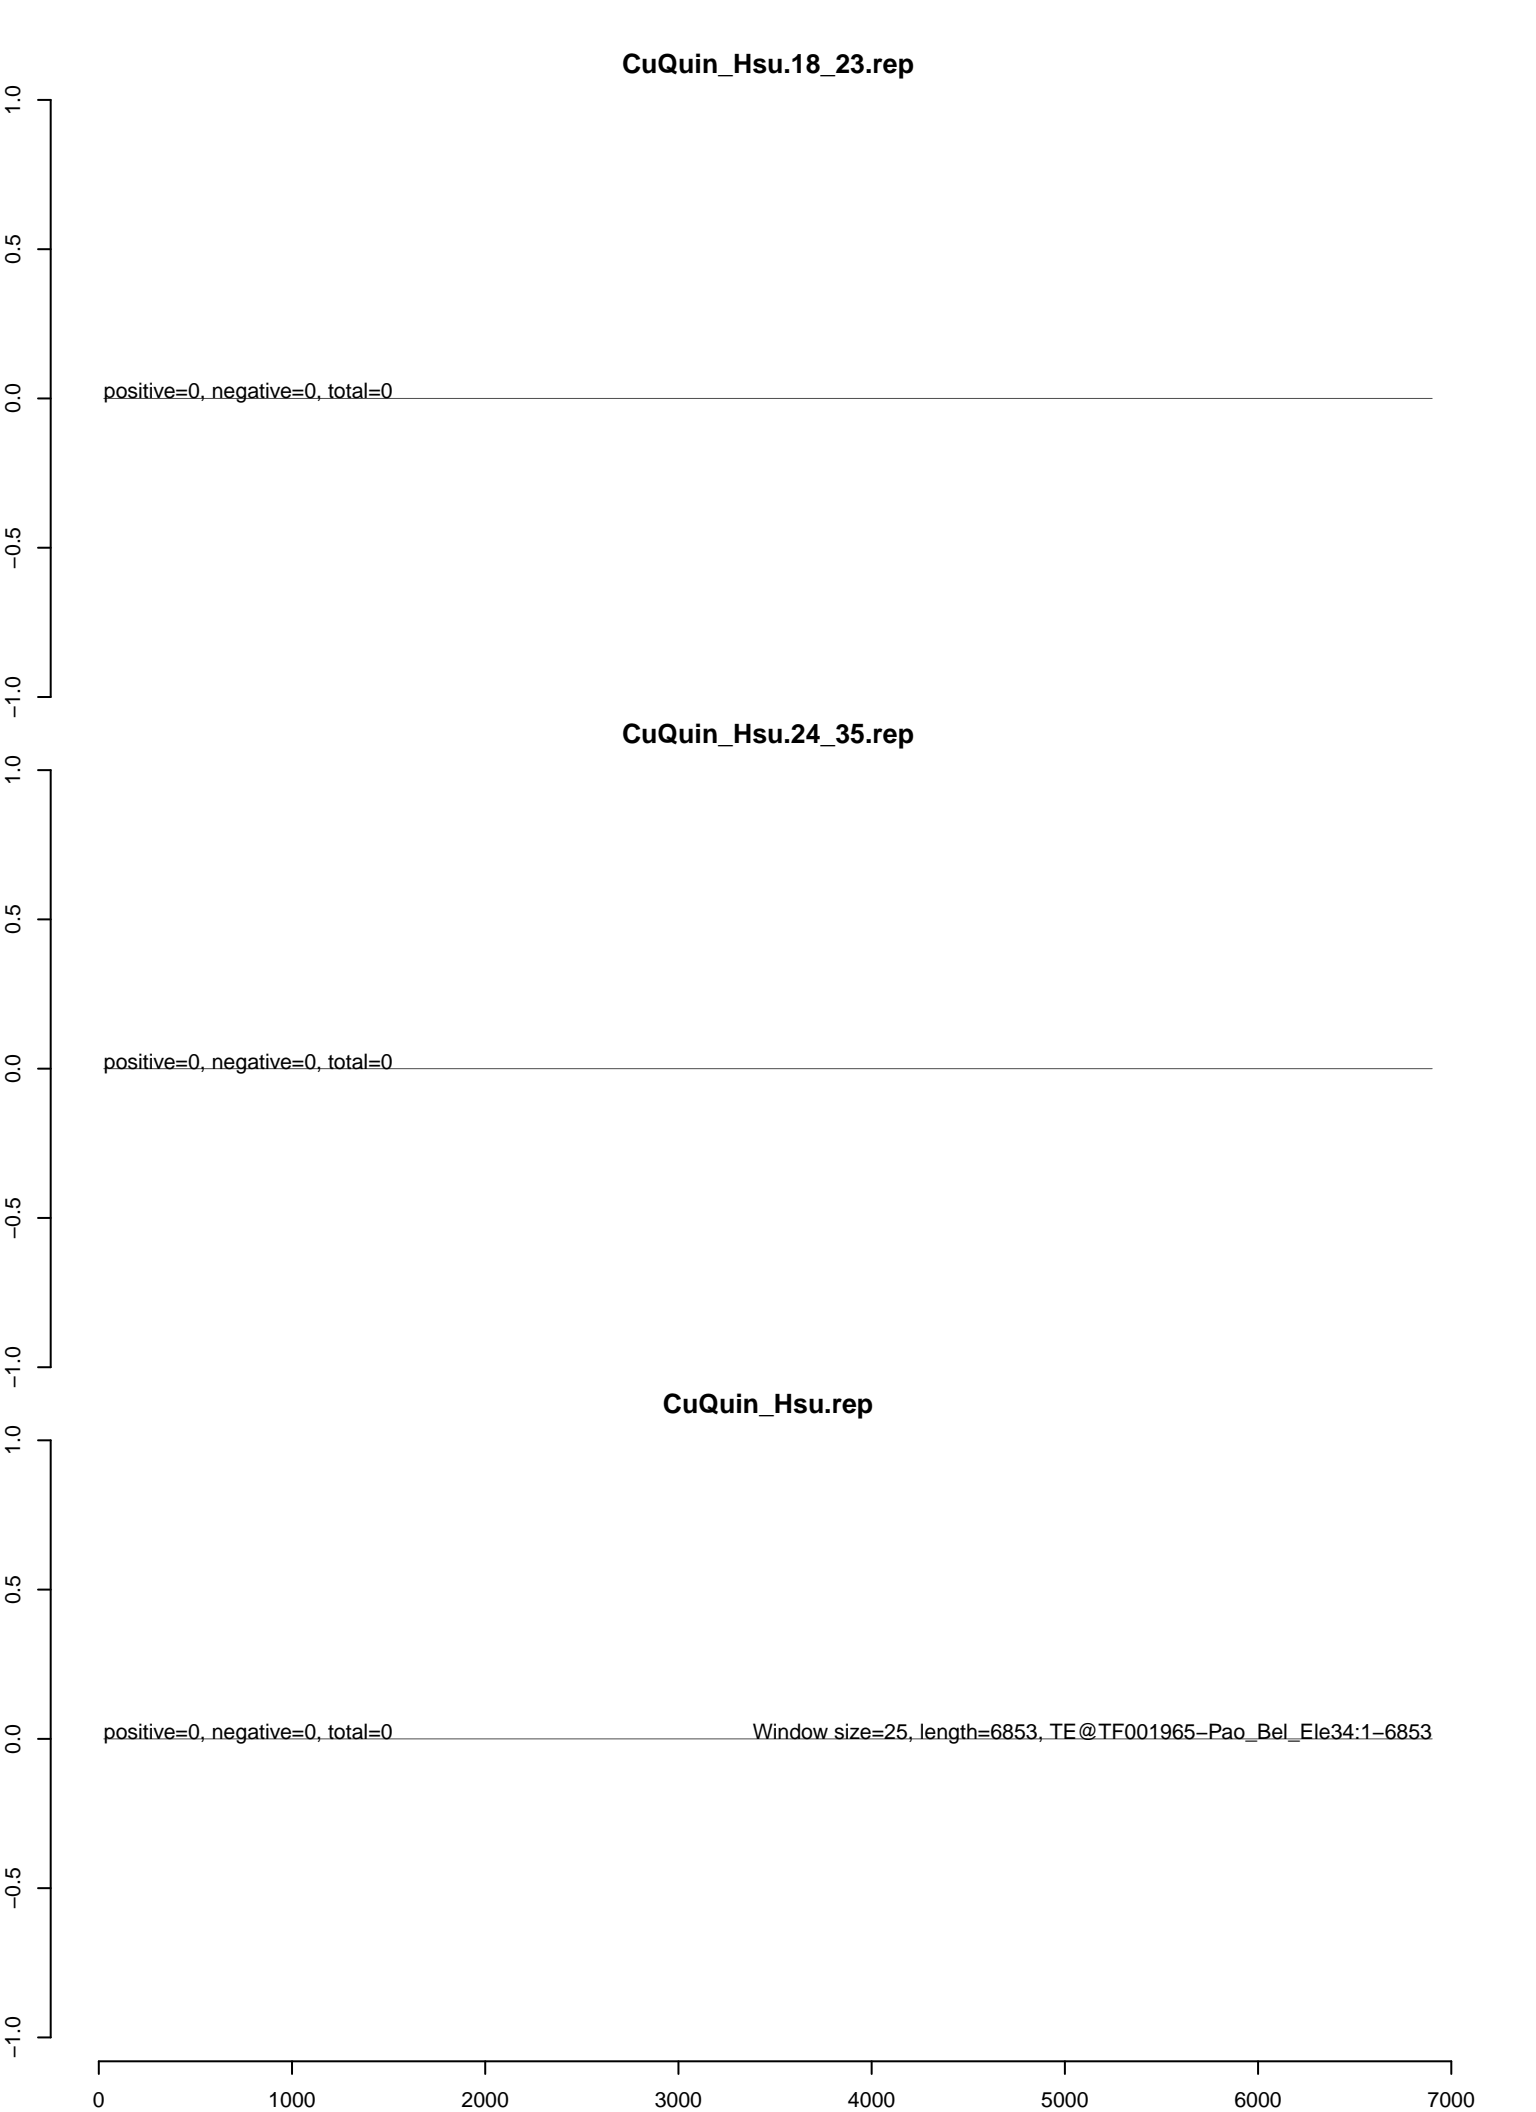 CuQuin_Hsu.18_23.rep
1.0
0.5
0.0
−0.5
−1.0
positive=0, negative=0, total=0
CuQuin_Hsu.24_35.rep
1.0
0.5
0.0
−0.5
−1.0
positive=0, negative=0, total=0
CuQuin_Hsu.rep
1.0
0.5
0.0
−0.5
−1.0
positive=0, negative=0, total=0
Window size=25, length=6853, TE@TF001965−Pao_Bel_Ele34:1−6853
0 1000 2000 3000 4000 5000 6000 7000